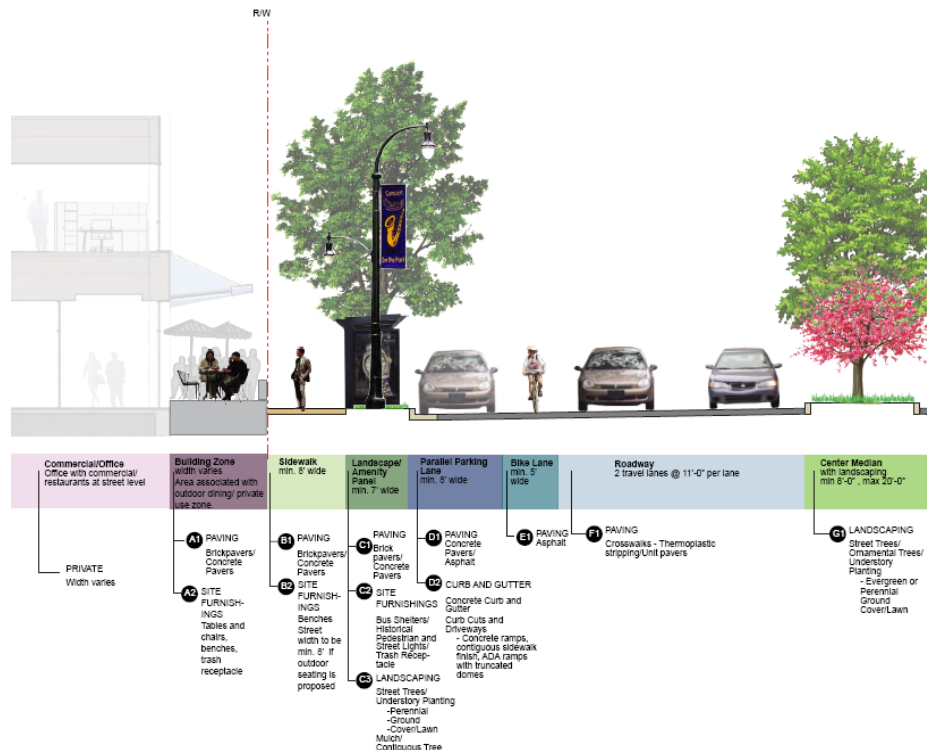 R/W
Concert
On The Park
Commercial/Office
Office with commercial/
restaurants at street level
Building Zone
width varies
Area associated with
outdoor dining/ private
use zone.
Sidewalk
min. 8' wide
Landscape/
Amenity
Panel
min. 7' wide
Parallel Parking
Lane
min. 8' wide
Bike Lane
min. 5'
wide
Roadway
2 travel lanes @ 11'-0" per lane
Center Median
with landscaping
min 8'-0" , max 20'-0"
PRIVATE
Width varies
A1 PAVING
Brickpavers/
Concrete
Pavers
A2 SITE
FURNISH-
INGS
Tables and
chairs,
benches,
trash
receptacle
B1 PAVING
Brickpavers/
Concrete
Pavers
B2 SITE
FURNISH-
INGS
Benches
Street
width to be
min. 8' if
outdoor
seating is
proposed
C1 PAVING
Brick
pavers/
Concrete
Pavers
C2 SITE
FURNISHINGS
Bus Shelters/
Historical
Pedestrian and
Street Lights/
Trash Recep-
tacle
C3 LANDSCAPING
Street Trees/
Understory Planting
-Perennial
-Ground
-Cover/Lawn
Mulch/
Contiguous Tree
D1 PAVING
Concrete
Pavers/
Asphalt
D2 CURB AND GUTTER
Concrete Curb and
Gutter
Curb Cuts and
Driveways
- Concrete ramps,
contiguous sidewalk
finish, ADA ramps
with truncated
domes
E1 PAVING
Asphalt
F1 PAVING
Crosswalks - Thermoplastic
stripping/Unit pavers
G1 LANDSCAPING
Street Trees/
Ornamental Trees/
Understory
Planting
- Evergreen or
Perennial
Ground
Cover/Lawn